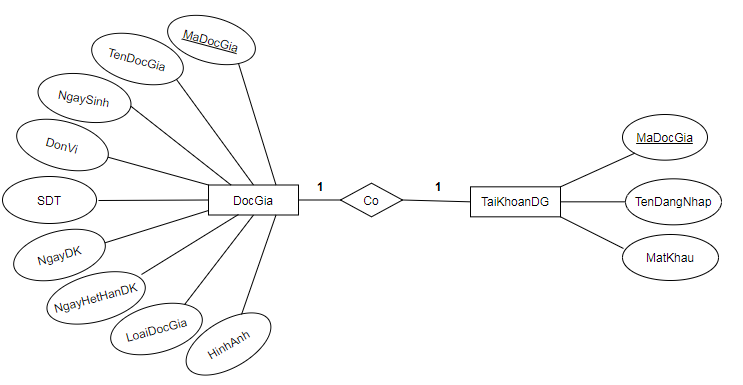 MaDocGia
TenDocGia
NgaySinh
DonVi
SDT
NgayDK
NgayHetHanDK
LoaiDocGia
HinhAnh
DocGia
1
Co
1
TaiKhoanDG
MaDocGia
TenDangNhap
MatKhau